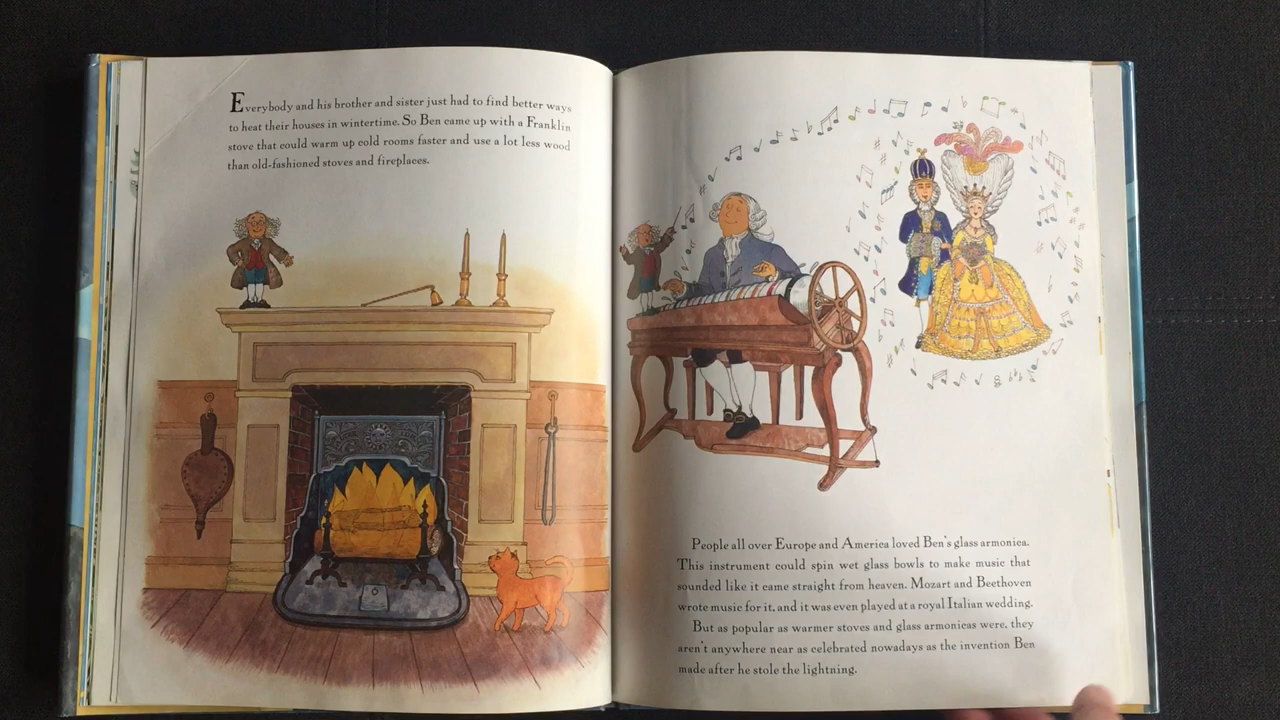 Everybody and his brother and sister just had to find better ways
to heat their houses in wintertime. So Ben came up with a Franklin
stove that could warm up cold rooms faster and use a lot less wood
than old-fashioned stoves and fireplaces.
People all over Europe and America loved Ben's glass armonica.
This instrument could spin wet glass bowls to make music that
sounded like it came straight from heaven. Mozart and Beethoven
wrote music for it, and it was even played at a royal Italian wedding.
But as popular as warmer stoves and glass armonicas were, they
aren't anywhere near as celebrated nowadays as the invention Ben
made after he stole the lightning.